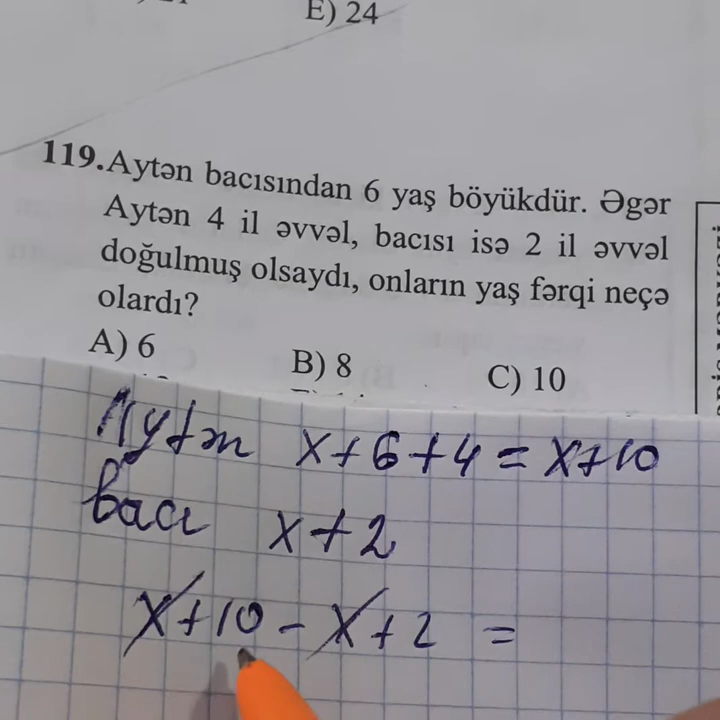 E) 24
119. Aytən bacısından 6 yaş böyükdür. Əgər
Aytən 4 il əvvəl, bacısı isə 2 il əvvəl
doğulmuş olsaydı, onların yaş fərqi neçə
olardı?
A) 6 B) 8 C) 10
Aytən x+6+4=x+10
bacı x+2
x+10-x+2 =